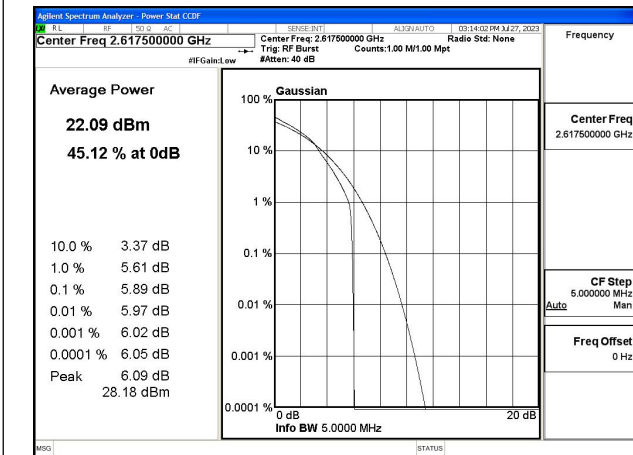 Agilent Spectrum Analyzer - Power Stat CCDF
RL RF 50 Ω AC SENSE:INT ALIGNAUTO 03:14:02 PM Jul 27, 2023
Center Freq 2.617500000 GHz
Center Freq: 2.617500000 GHz Radio Std: None
Trig: RF Burst Counts:1.00 M/1.00 Mpt
#IFGain:Low #Atten: 40 dB
Frequency
Average Power
22.09 dBm
45.12 % at 0dB
10.0 % 3.37 dB
1.0 % 5.61 dB
0.1 % 5.89 dB
0.01 % 5.97 dB
0.001 % 6.02 dB
0.0001 % 6.05 dB
Peak 6.09 dB
28.18 dBm
Gaussian
100 %
10 %
1 %
0.1 %
0.01 %
0.001 %
0.0001 %
0 dB 20 dB
Info BW 5.0000 MHz
Center Freq
2.617500000 GHz
CF Step
5.000000 MHz
Auto Man
Freq Offset
0 Hz
MSG STATUS